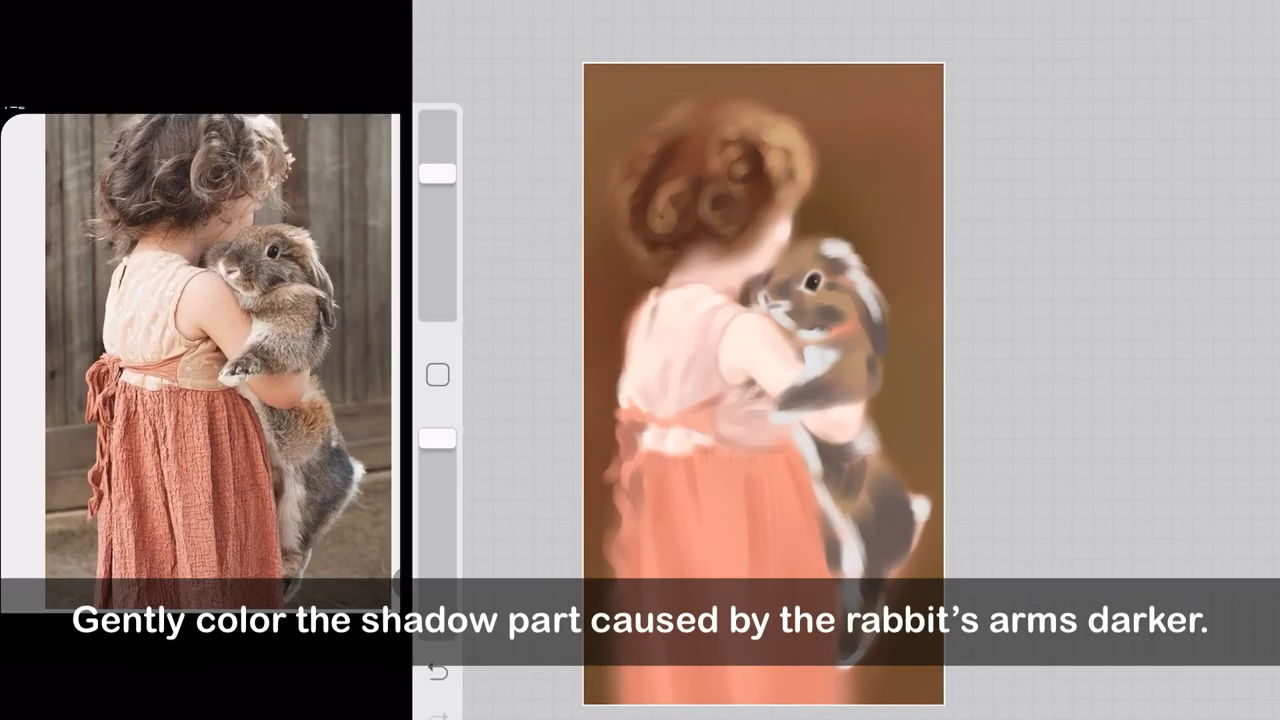 Gently color the shadow part caused by the rabbit’s arms darker.